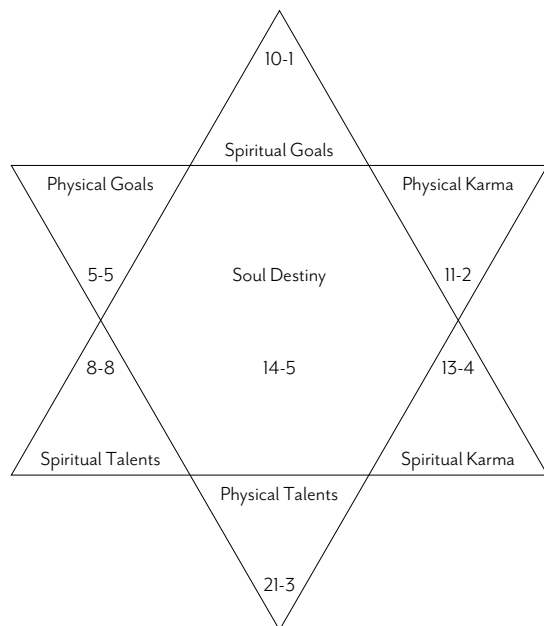 10-1
Spiritual Goals
Physical Goals
Physical Karma
5-5
Soul Destiny
11-2
8-8
14-5
13-4
Spiritual Talents
Spiritual Karma
Physical Talents
21-3